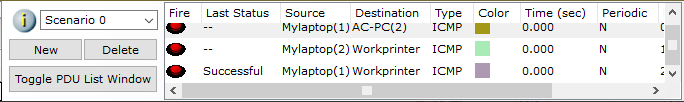 Scenario 0
New Delete
Toggle PDU List Window
Fire Last Status Source Destination Type Color Time (sec) Periodic
-- Mylaptop(1) AC-PC(2) ICMP 0.000 N
-- Mylaptop(2) Workprinter ICMP 0.000 N 1
Successful Mylaptop(1) Workprinter ICMP 0.000 N 2